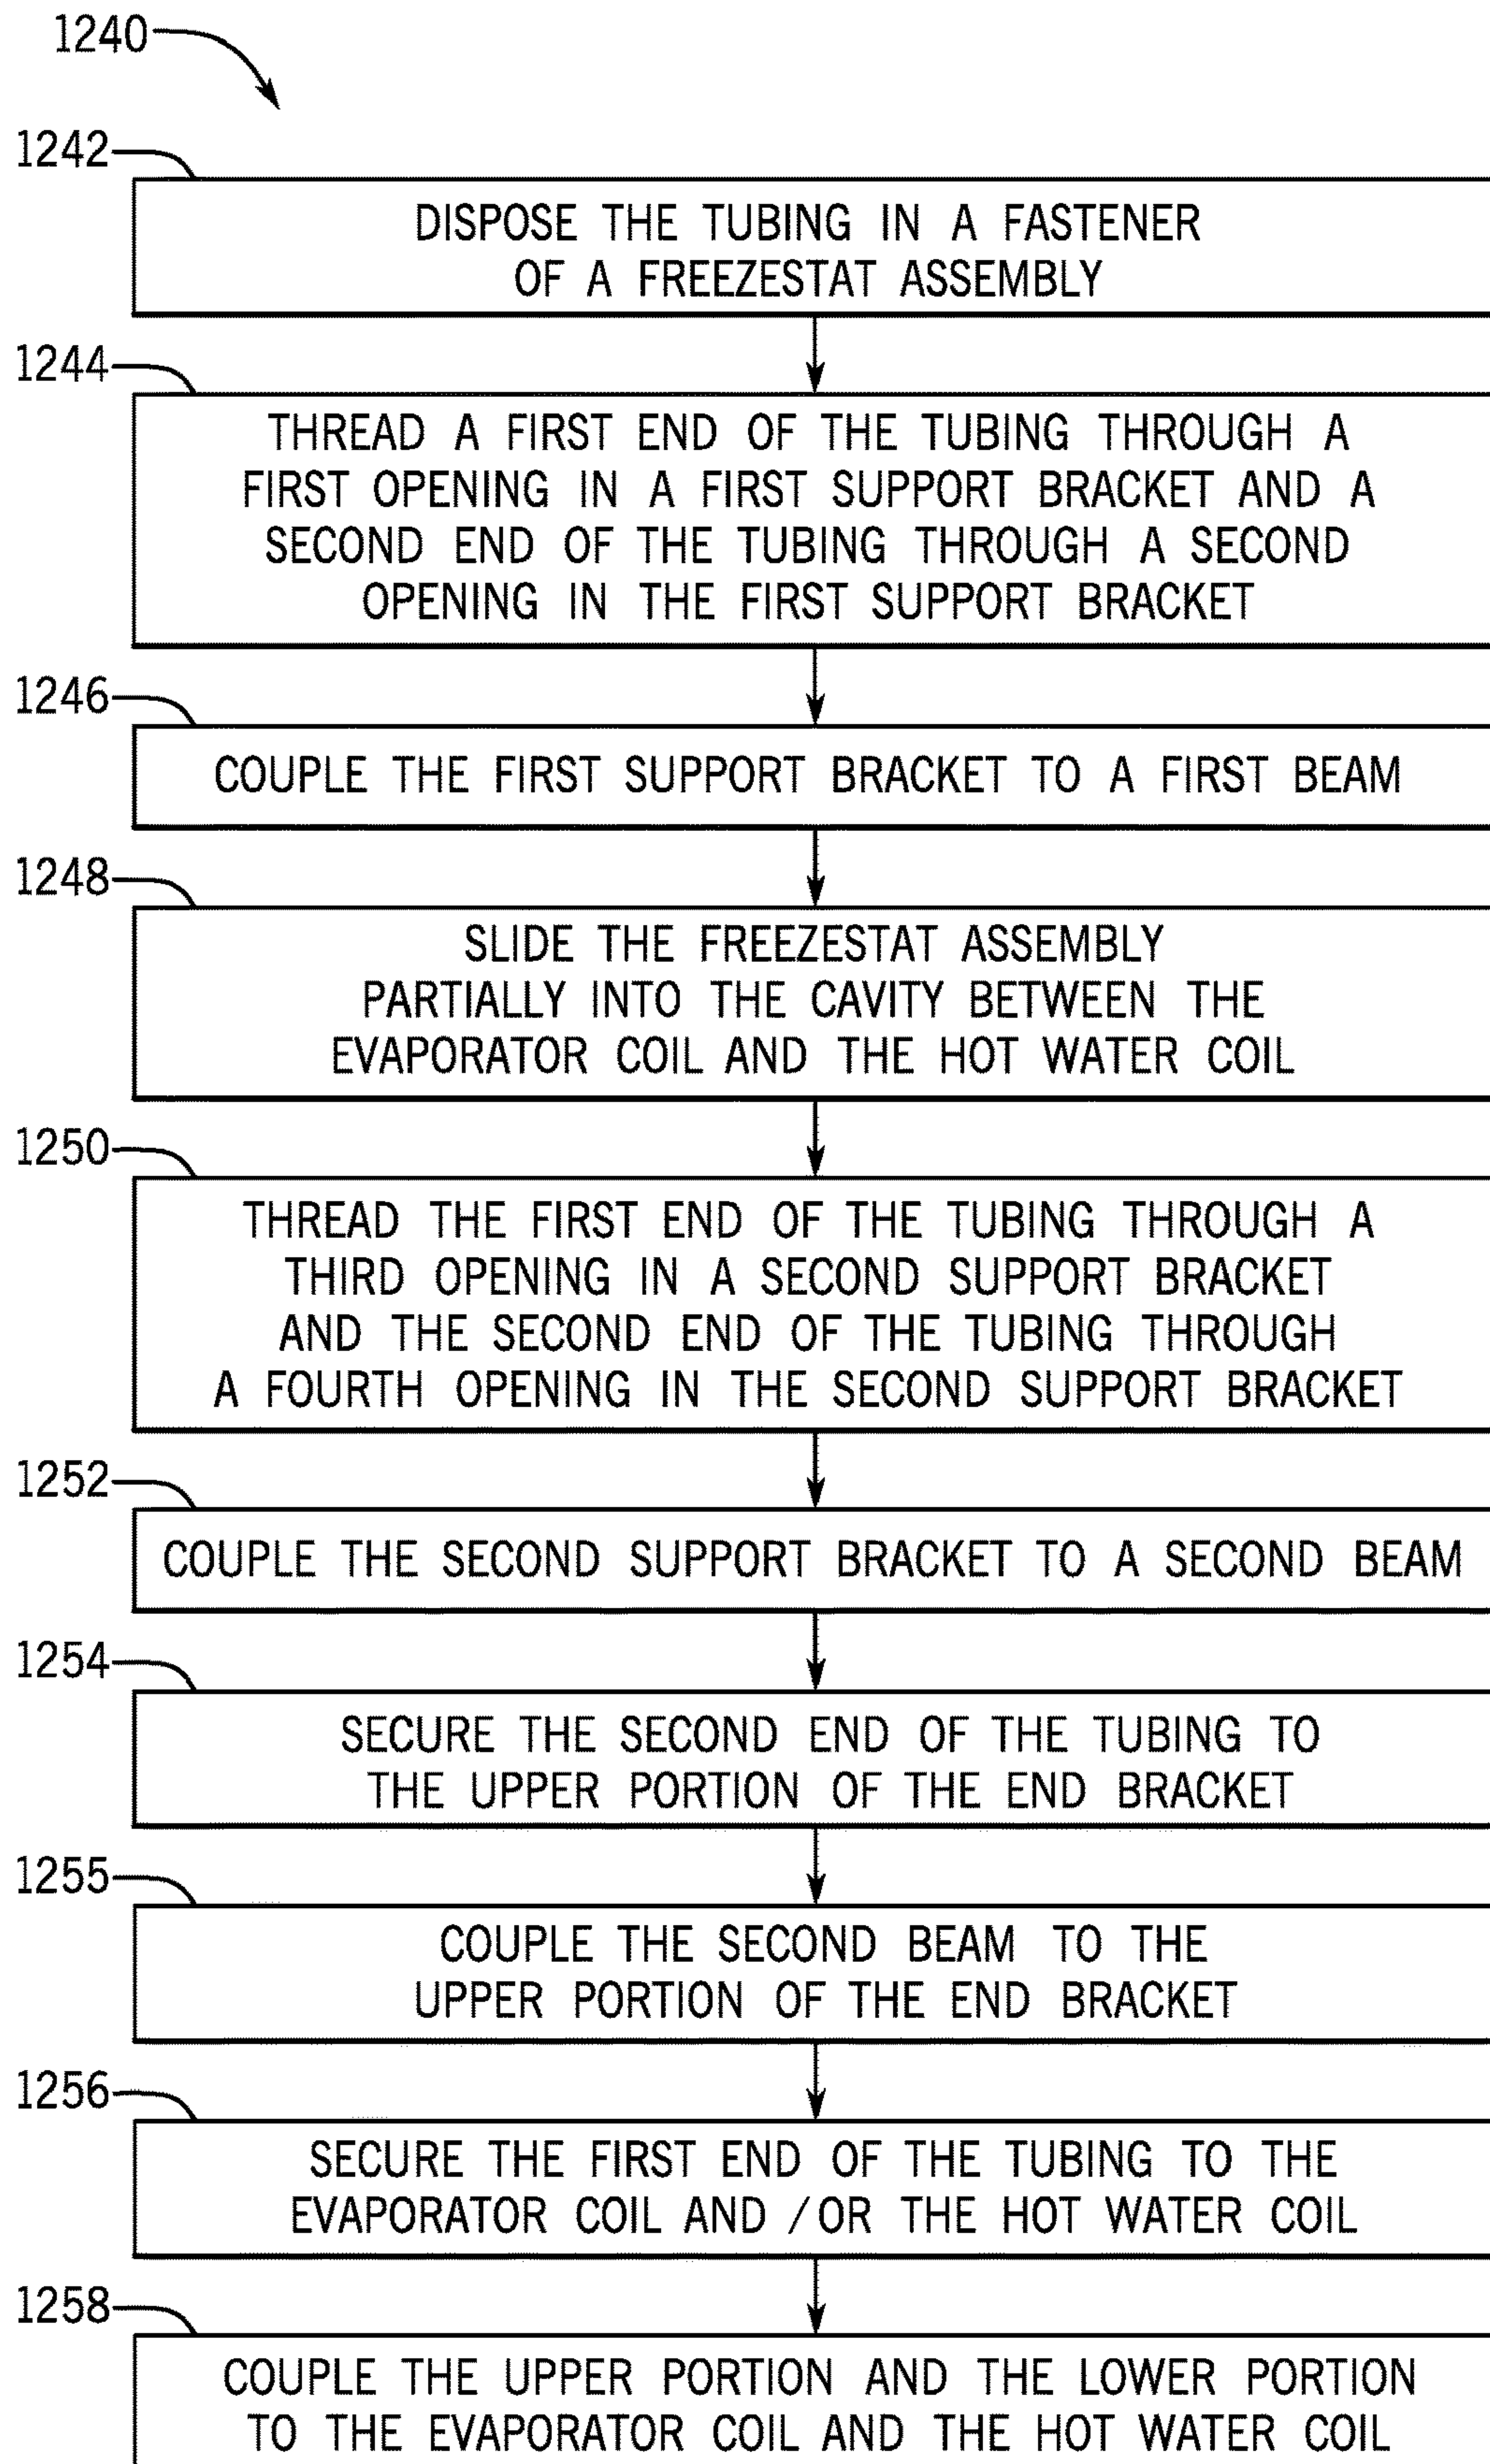 1240
1242
DISPOSE THE TUBING IN A FASTENER
OF A FREEZESTAT ASSEMBLY
1244
THREAD A FIRST END OF THE TUBING THROUGH A
FIRST OPENING IN A FIRST SUPPORT BRACKET AND A
SECOND END OF THE TUBING THROUGH A SECOND
OPENING IN THE FIRST SUPPORT BRACKET
1246
COUPLE THE FIRST SUPPORT BRACKET TO A FIRST BEAM
1248
SLIDE THE FREEZESTAT ASSEMBLY
PARTIALLY INTO THE CAVITY BETWEEN THE
EVAPORATOR COIL AND THE HOT WATER COIL
1250
THREAD THE FIRST END OF THE TUBING THROUGH A
THIRD OPENING IN A SECOND SUPPORT BRACKET
AND THE SECOND END OF THE TUBING THROUGH
A FOURTH OPENING IN THE SECOND SUPPORT BRACKET
1252
COUPLE THE SECOND SUPPORT BRACKET TO A SECOND BEAM
1254
SECURE THE SECOND END OF THE TUBING TO
THE UPPER PORTION OF THE END BRACKET
1255
COUPLE THE SECOND BEAM TO THE
UPPER PORTION OF THE END BRACKET
1256
SECURE THE FIRST END OF THE TUBING TO THE
EVAPORATOR COIL AND /OR THE HOT WATER COIL
1258
COUPLE THE UPPER PORTION AND THE LOWER PORTION
TO THE EVAPORATOR COIL AND THE HOT WATER COIL